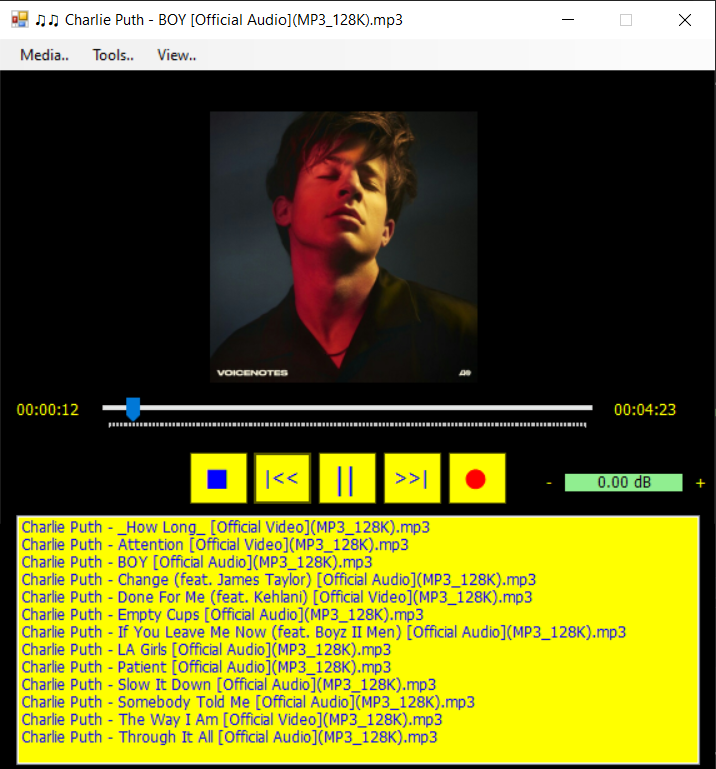 ♫♫ Charlie Puth - BOY [Official Audio](MP3_128K).mp3
Media.. Tools.. View..
VOICENOTES
00:00:12 00:04:23
|<< || >>| - 0.00 dB +
Charlie Puth - _How Long_ [Official Video](MP3_128K).mp3
Charlie Puth - Attention [Official Video](MP3_128K).mp3
Charlie Puth - BOY [Official Audio](MP3_128K).mp3
Charlie Puth - Change (feat. James Taylor) [Official Audio](MP3_128K).mp3
Charlie Puth - Done For Me (feat. Kehlani) [Official Video](MP3_128K).mp3
Charlie Puth - Empty Cups [Official Audio](MP3_128K).mp3
Charlie Puth - If You Leave Me Now (feat. Boyz II Men) [Official Audio](MP3_128K).mp3
Charlie Puth - LA Girls [Official Audio](MP3_128K).mp3
Charlie Puth - Patient [Official Audio](MP3_128K).mp3
Charlie Puth - Slow It Down [Official Audio](MP3_128K).mp3
Charlie Puth - Somebody Told Me [Official Audio](MP3_128K).mp3
Charlie Puth - The Way I Am [Official Video](MP3_128K).mp3
Charlie Puth - Through It All [Official Audio](MP3_128K).mp3